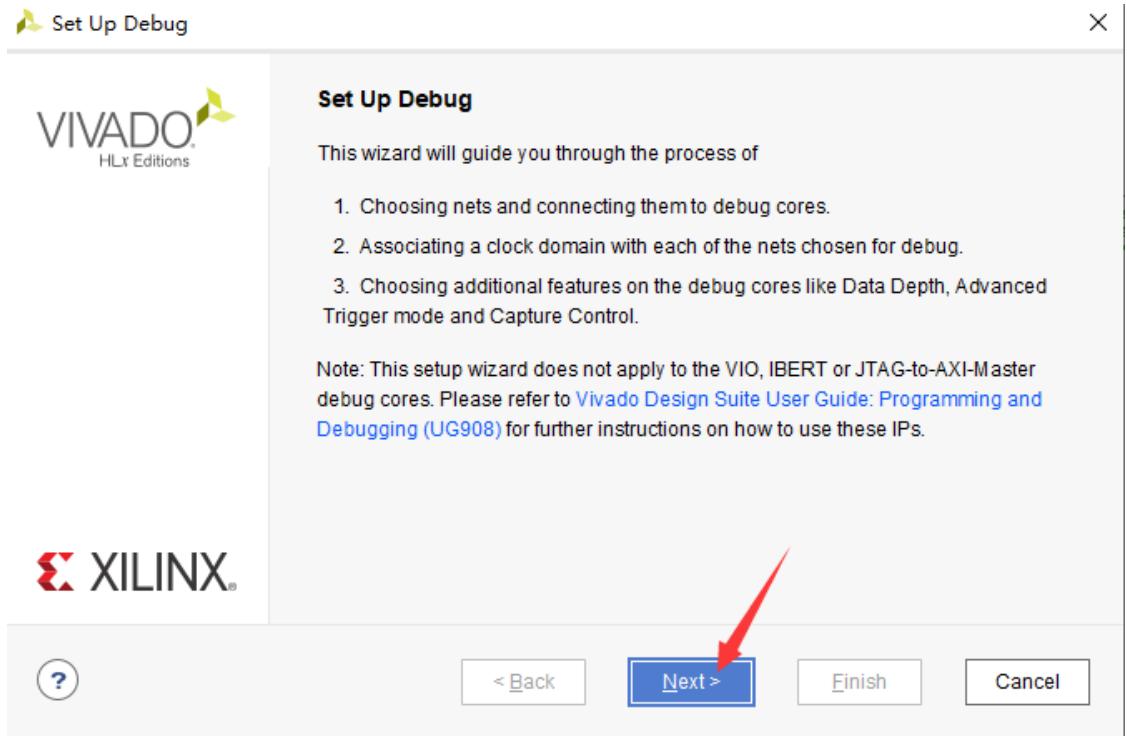 Set Up Debug
VIVADO.
HLx Editions
Set Up Debug
This wizard will guide you through the process of
1. Choosing nets and connecting them to debug cores.
2. Associating a clock domain with each of the nets chosen for debug.
3. Choosing additional features on the debug cores like Data Depth, Advanced
Trigger mode and Capture Control.
Note: This setup wizard does not apply to the VIO, IBERT or JTAG-to-AXI-Master
debug cores. Please refer to Vivado Design Suite User Guide: Programming and
Debugging (UG908) for further instructions on how to use these IPs.
XILINX.
? < Back Next > Finish Cancel